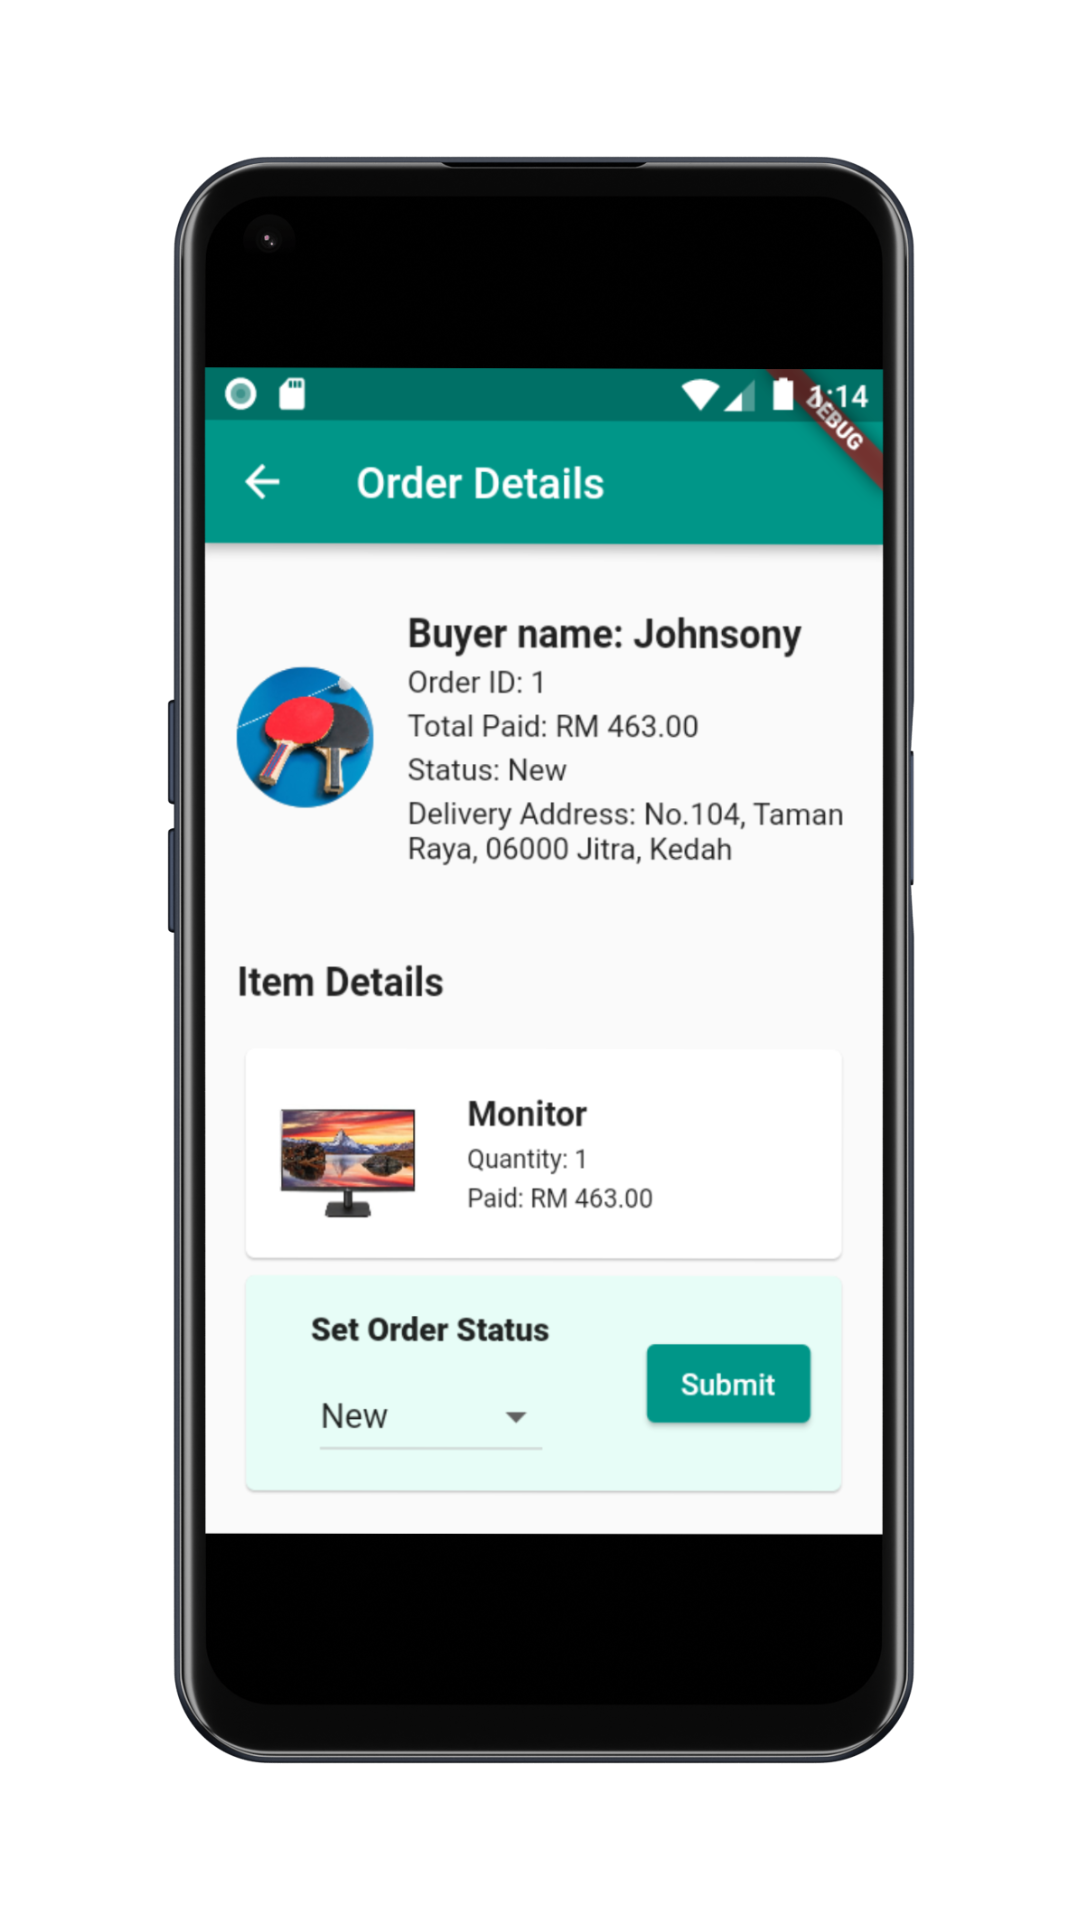 1:14
DEBUG
Order Details
Buyer name: Johnsony
Order ID: 1
Total Paid: RM 463.00
Status: New
Delivery Address: No.104, Taman
Raya, 06000 Jitra, Kedah
Item Details
Monitor
Quantity: 1
Paid: RM 463.00
Set Order Status
New
Submit